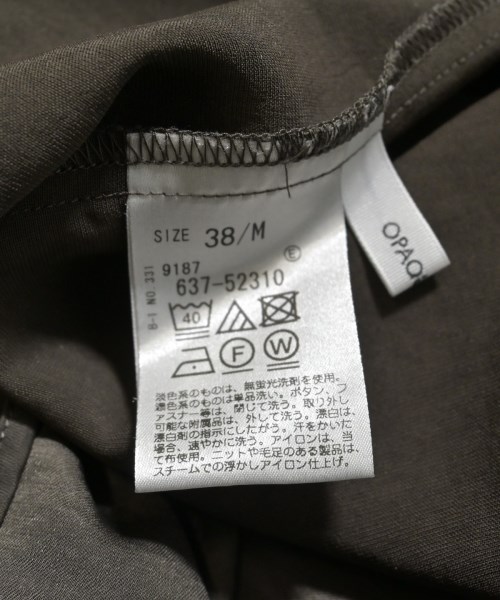 SIZE 38/M
E
9187
637-52310
B-1 NO.331
40
F W
淡色系のものは、無蛍光洗剤を使用。
濃色系のものは単品洗い。ボタン、フ
ァスナー等は、閉じて洗う。取り外し
可能な附属品は、外して洗う。漂白は、
漂白剤の指示にしたがう。汗をかいた
場合、速やかに洗う。アイロンは、当
て布使用。ニットや毛足のある製品は、
スチームでの浮かしアイロン仕上げ。